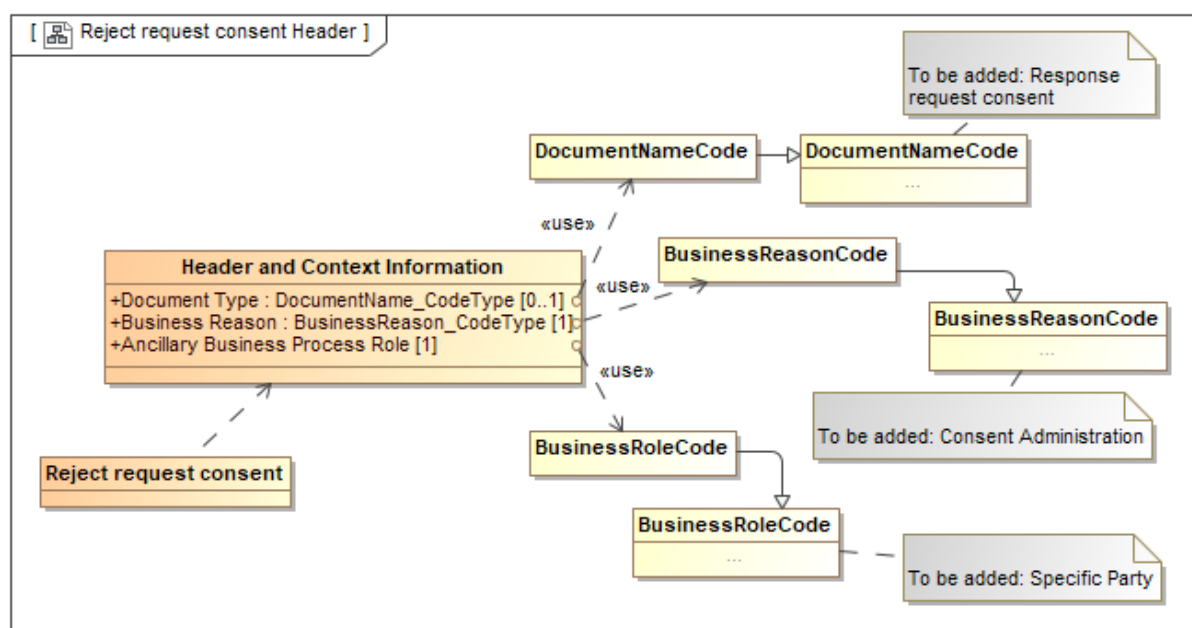 [ Reject request consent Header ]
To be added: Response
request consent
DocumentNameCode
DocumentNameCode
...
«use»
Header and Context Information
+Document Type : DocumentName_CodeType [0..1]
+Business Reason : BusinessReason_CodeType [1]
+Ancillary Business Process Role [1]
BusinessReasonCode
«use»
BusinessReasonCode
...
«use»
To be added: Consent Administration
BusinessRoleCode
Reject request consent
BusinessRoleCode
...
To be added: Specific Party